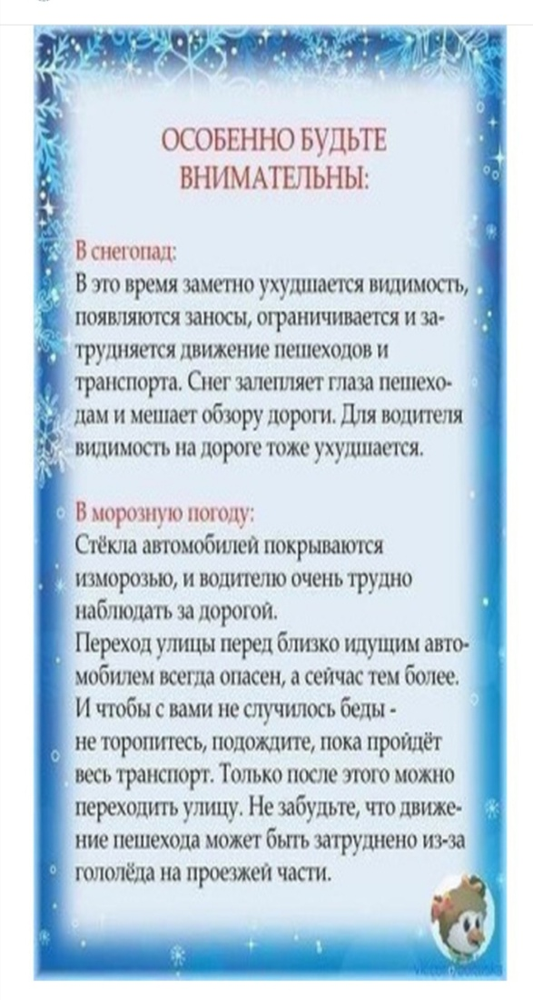 ОСОБЕННО БУДЬТЕ
ВНИМАТЕЛЬНЫ:
В снегопад:
В это время заметно ухудшается видимость,
появляются заносы, ограничивается и за-
трудняется движение пешеходов и
транспорта. Снег залепляет глаза пешехо-
дам и мешает обзору дороги. Для водителя
видимость на дороге тоже ухудшается.
В морозную погоду:
Стёкла автомобилей покрываются
изморозью, и водителю очень трудно
наблюдать за дорогой.
Переход улицы перед близко идущим авто-
мобилем всегда опасен, а сейчас тем более.
И чтобы с вами не случилось беды -
не торопитесь, подождите, пока пройдёт
весь транспорт. Только после этого можно
переходить улицу. Не забудьте, что движе-
ние пешехода может быть затруднено из-за
гололёда на проезжей части.